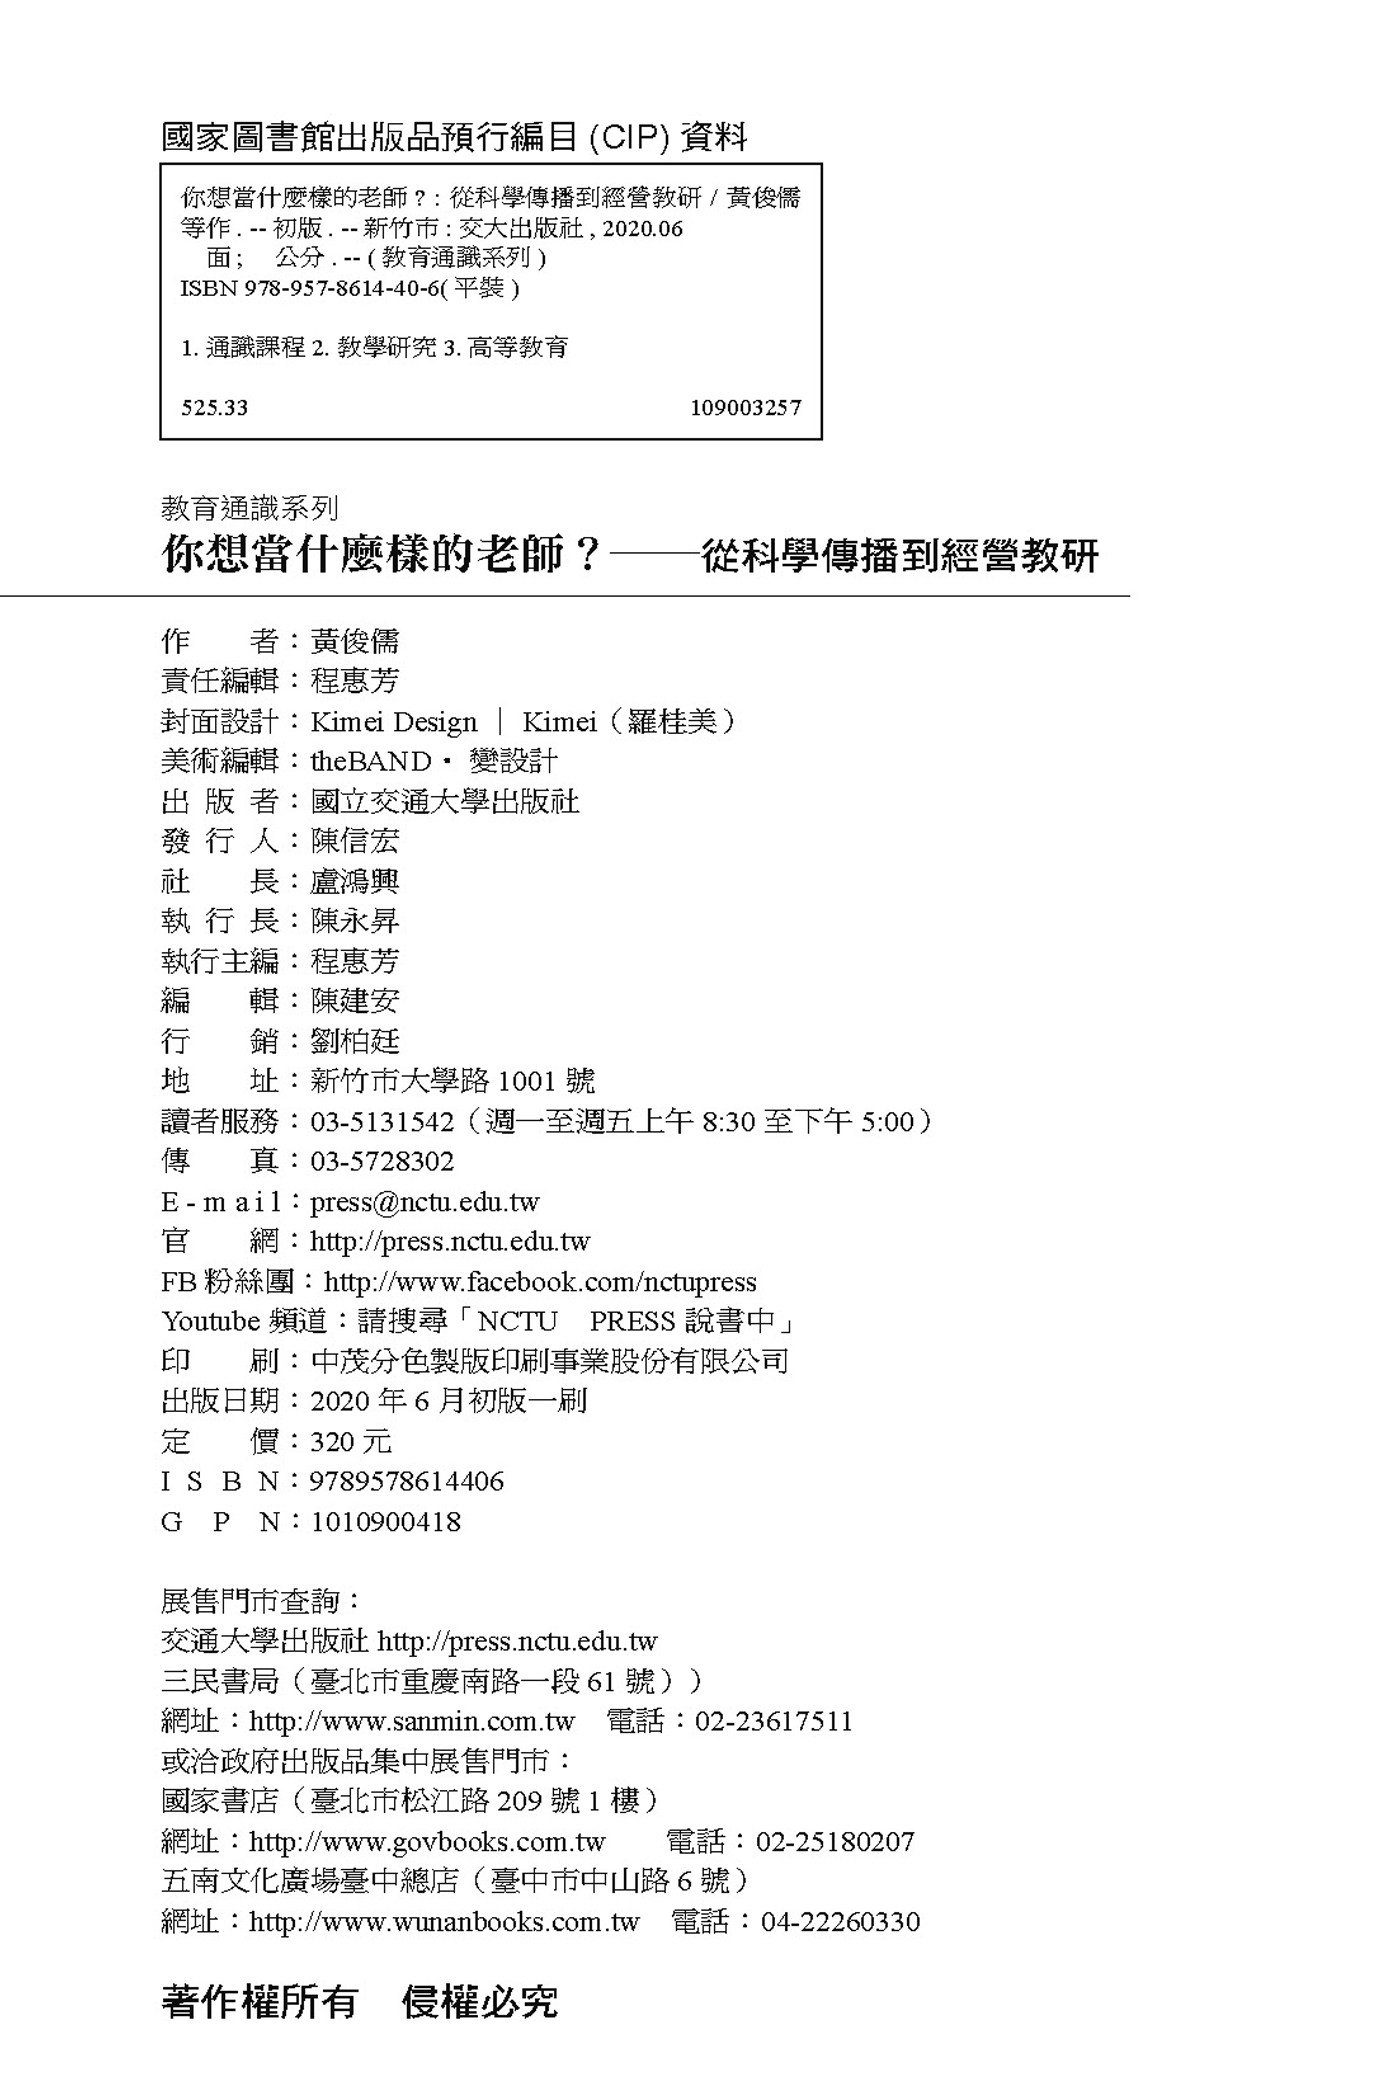 國家圖書館出版品預行編目 (CIP) 資料
你想當什麼樣的老師 ? : 從科學傳播到經營教研 / 黃俊儒
等作 . -- 初版 . -- 新竹市 : 交大出版社 , 2020.06
面 ;　公分 . -- ( 教育通識系列 )
ISBN 978-957-8614-40-6( 平裝 )
1. 通識課程 2. 教學研究 3. 高等教育
525.33　109003257
教育通識系列
你想當什麼樣的老師？——從科學傳播到經營教研
作　　者：黃俊儒
責任編輯：程惠芳
封面設計：Kimei Design ｜ Kimei（羅桂美）
美術編輯：theBAND・ 變設計
出 版 者：國立交通大學出版社
發 行 人：陳信宏
社　　長：盧鴻興
執 行 長：陳永昇
執行主編：程惠芳
編　　輯：陳建安
行　　銷：劉柏廷
地　　址：新竹市大學路 1001 號
讀者服務：03-5131542（週一至週五上午 8:30 至下午 5:00）
傳　　真：03-5728302
E - m a i l：press@nctu.edu.tw
官　　網：http://press.nctu.edu.tw
FB 粉絲團：http://www.facebook.com/nctupress
Youtube 頻道：請搜尋「NCTU　PRESS 說書中」
印　　刷：中茂分色製版印刷事業股份有限公司
出版日期：2020 年 6 月初版一刷
定　　價：320 元
I S B N：9789578614406
G P N：1010900418
展售門市查詢：
交通大學出版社 http://press.nctu.edu.tw
三民書局（臺北市重慶南路一段 61 號））
網址：http://www.sanmin.com.tw　電話：02-23617511
或洽政府出版品集中展售門市：
國家書店（臺北市松江路 209 號 1 樓）
網址：http://www.govbooks.com.tw　　電話：02-25180207
五南文化廣場臺中總店（臺中市中山路 6 號）
網址：http://www.wunanbooks.com.tw　電話：04-22260330
著作權所有　侵權必究